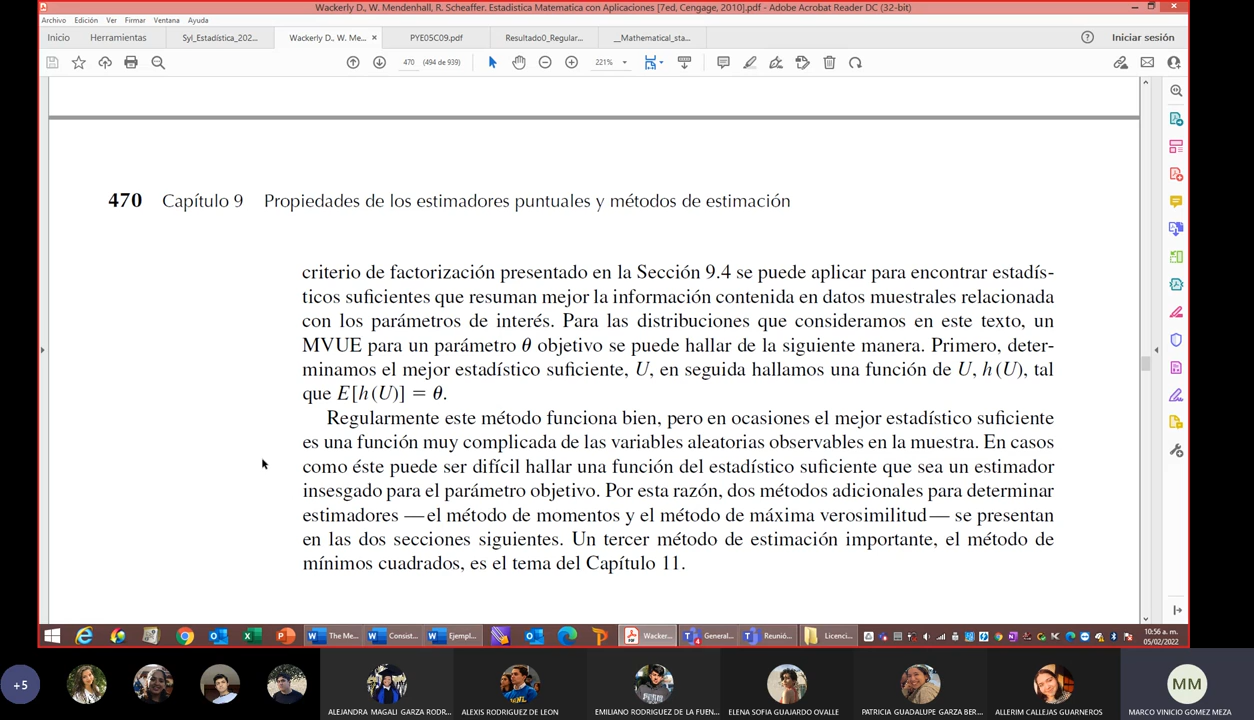 Wackerly D., W. Mendenhall, R. Scheaffer. Estadística Matematica con Aplicaciones [7ed, Cengage, 2010].pdf - Adobe Acrobat Reader DC (32-bit)
Archivo Edición Ver Firmar Ventana Ayuda
Inicio Herramientas Syl_Estadística_202... Wackerly D., W. Me... × PYE05C09.pdf Resultado0_Regular... __Mathematical_sta... Iniciar sesión
470 (494 de 939) 221%
470 Capítulo 9 Propiedades de los estimadores puntuales y métodos de estimación
criterio de factorización presentado en la Sección 9.4 se puede aplicar para encontrar estadís-
ticos suficientes que resuman mejor la información contenida en datos muestrales relacionada
con los parámetros de interés. Para las distribuciones que consideramos en este texto, un
MVUE para un parámetro θ objetivo se puede hallar de la siguiente manera. Primero, deter-
minamos el mejor estadístico suficiente, U, en seguida hallamos una función de U, h(U), tal
que E[h(U)] = θ.
Regularmente este método funciona bien, pero en ocasiones el mejor estadístico suficiente
es una función muy complicada de las variables aleatorias observables en la muestra. En casos
como éste puede ser difícil hallar una función del estadístico suficiente que sea un estimador
insesgado para el parámetro objetivo. Por esta razón, dos métodos adicionales para determinar
estimadores —el método de momentos y el método de máxima verosimilitud— se presentan
en las dos secciones siguientes. Un tercer método de estimación importante, el método de
mínimos cuadrados, es el tema del Capítulo 11.
The Me... Consist... Ejempl... Wacker... General... Reunió... Licenci... 10:56 a. m.
05/02/2022
+5 MM
ALEJANDRA MAGALI GARZA RODR... ALEXIS RODRIGUEZ DE LEON EMILIANO RODRIGUEZ DE LA FUEN... ELENA SOFIA GUAJARDO OVALLE PATRICIA GUADALUPE GARZA BER... ALLERIM CALLEJAS GUARNEROS MARCO VINICIO GOMEZ MEZA